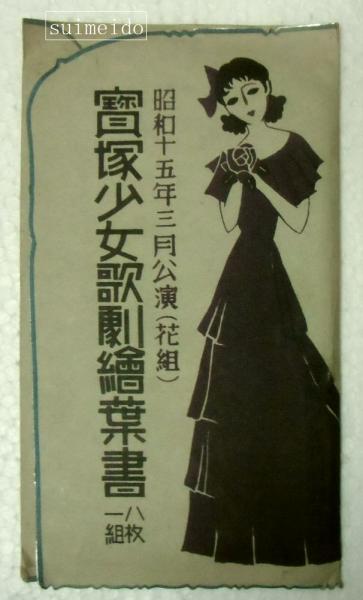 suimeido
昭和十五年三月公演(花組)
寶塚少女歌劇繪葉書
八枚
一組